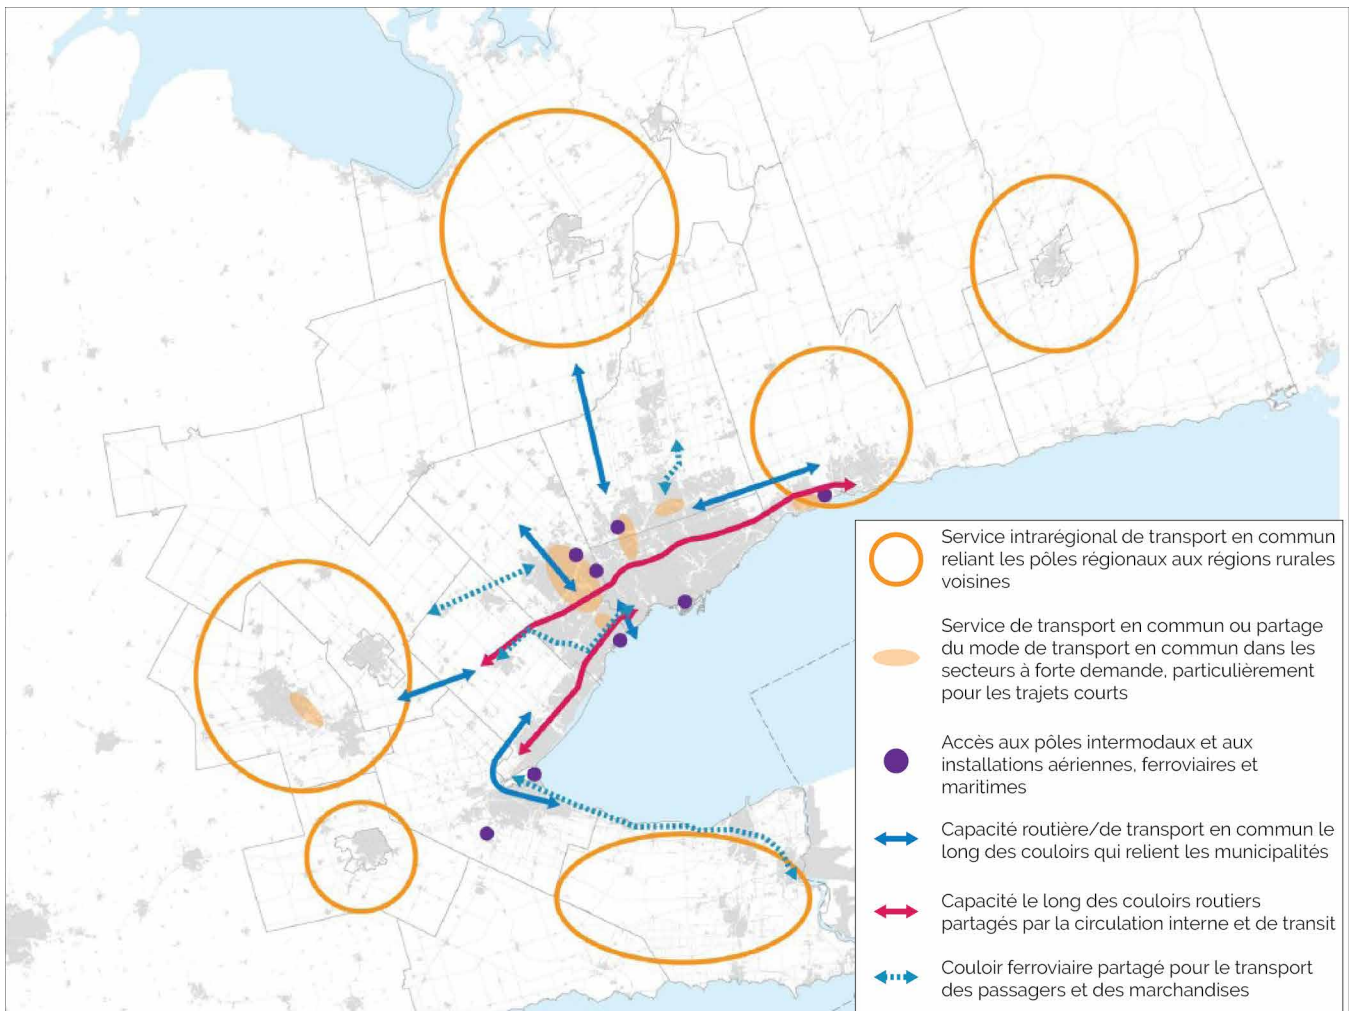 Service intrarégional de transport en commun
reliant les pôles régionaux aux régions rurales
voisines
Service de transport en commun ou partage
du mode de transport en commun dans les
secteurs à forte demande, particulièrement
pour les trajets courts
Accès aux pôles intermodaux et aux
installations aériennes, ferroviaires et
maritimes
Capacité routière/de transport en commun le
long des couloirs qui relient les municipalités
Capacité le long des couloirs routiers
partagés par la circulation interne et de transit
Couloir ferroviaire partagé pour le transport
des passagers et des marchandises